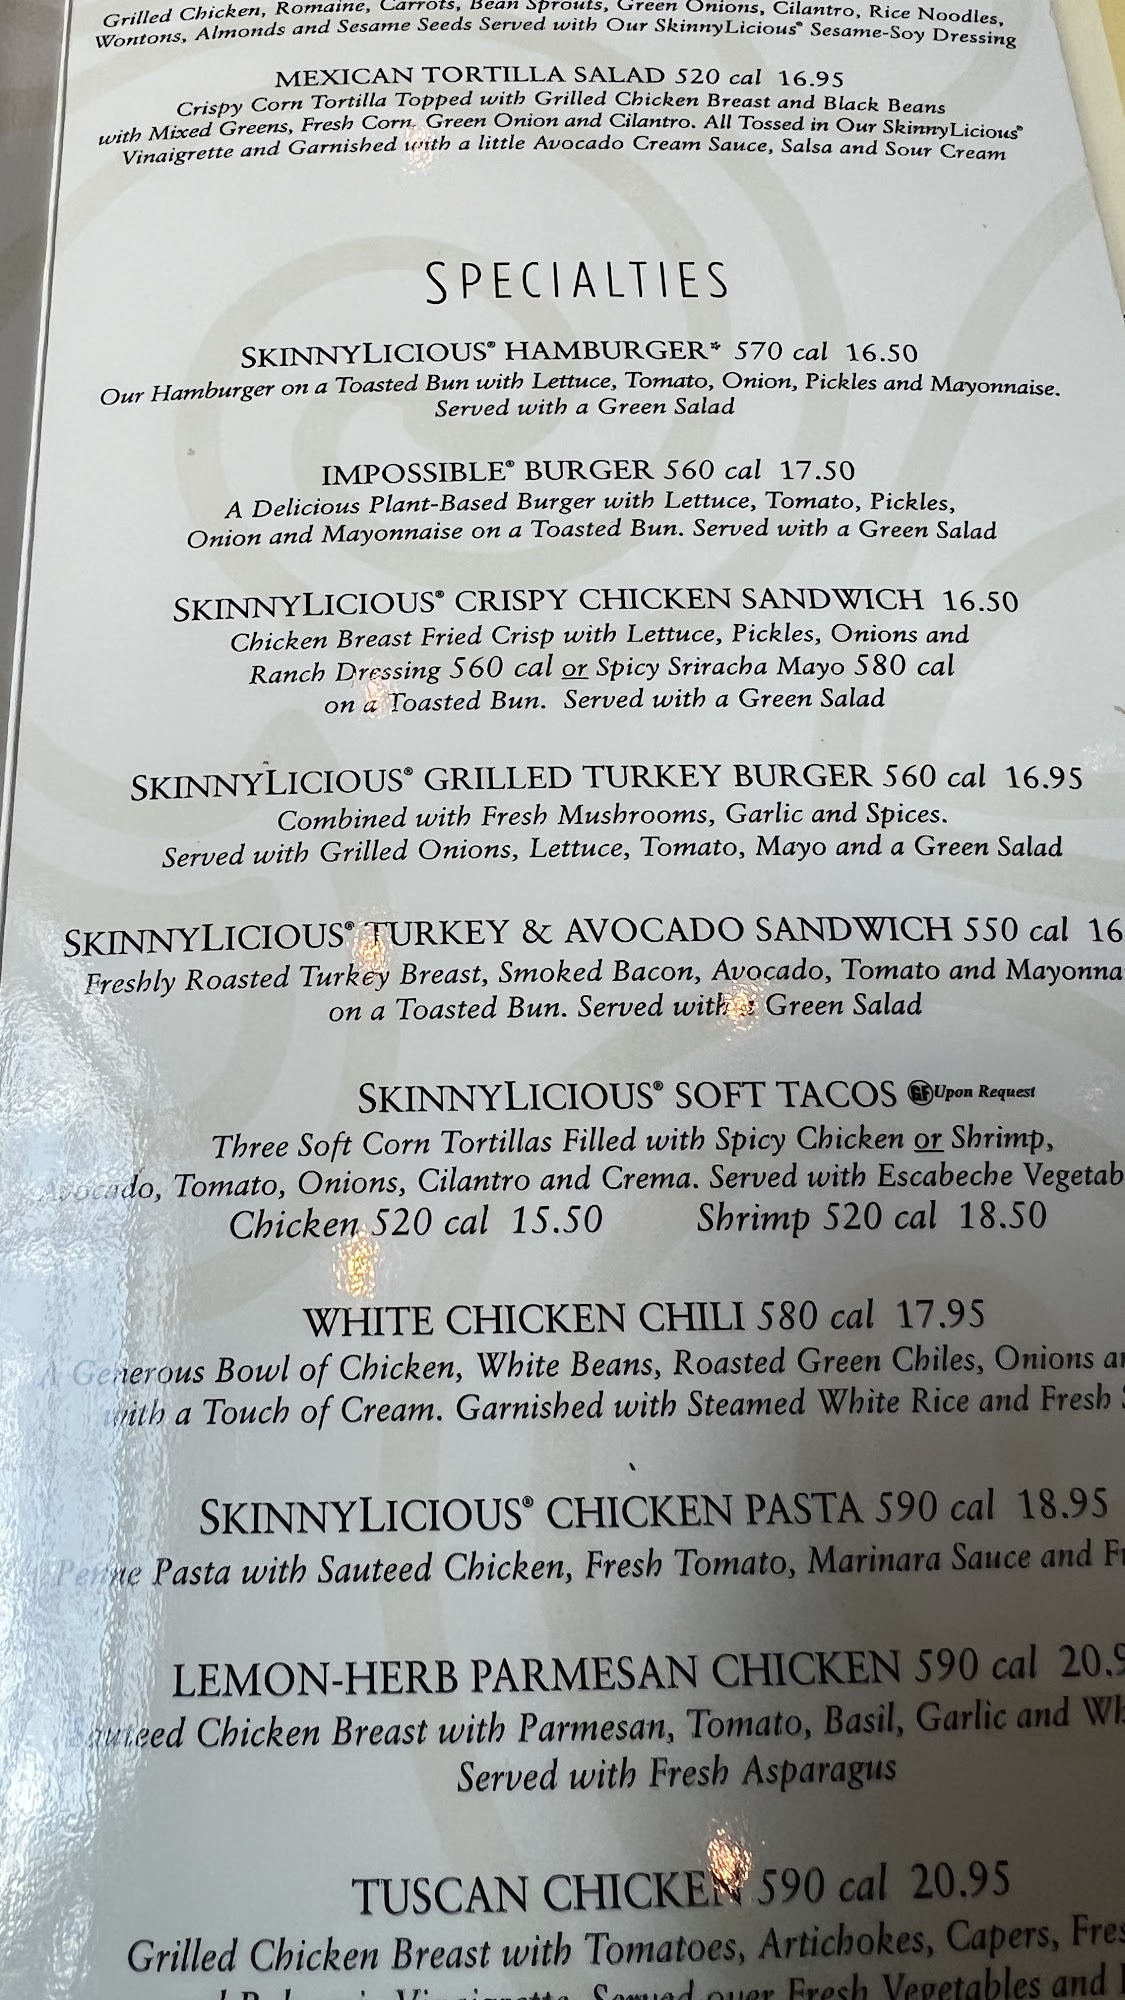 Grilled Chicken, Romaine, Carrots, Bean Sprouts, Green Onions, Cilantro, Rice Noodles,
Wontons, Almonds and Sesame Seeds Served with Our SkinnyLicious® Sesame-Soy Dressing
MEXICAN TORTILLA SALAD 520 cal 16.95
Crispy Corn Tortilla Topped with Grilled Chicken Breast and Black Beans
with Mixed Greens, Fresh Corn, Green Onion and Cilantro. All Tossed in Our SkinnyLicious®
Vinaigrette and Garnished with a little Avocado Cream Sauce, Salsa and Sour Cream
SPECIALTIES
SKINNYLICIOUS® HAMBURGER* 570 cal 16.50
Our Hamburger on a Toasted Bun with Lettuce, Tomato, Onion, Pickles and Mayonnaise.
Served with a Green Salad
IMPOSSIBLE® BURGER 560 cal 17.50
A Delicious Plant-Based Burger with Lettuce, Tomato, Pickles,
Onion and Mayonnaise on a Toasted Bun. Served with a Green Salad
SKINNYLICIOUS® CRISPY CHICKEN SANDWICH 16.50
Chicken Breast Fried Crisp with Lettuce, Pickles, Onions and
Ranch Dressing 560 cal or Spicy Sriracha Mayo 580 cal
on a Toasted Bun. Served with a Green Salad
SKINNYLICIOUS® GRILLED TURKEY BURGER 560 cal 16.95
Combined with Fresh Mushrooms, Garlic and Spices.
Served with Grilled Onions, Lettuce, Tomato, Mayo and a Green Salad
SKINNYLICIOUS® TURKEY & AVOCADO SANDWICH 550 cal 16
Freshly Roasted Turkey Breast, Smoked Bacon, Avocado, Tomato and Mayonna
on a Toasted Bun. Served with a Green Salad
SKINNYLICIOUS® SOFT TACOS GF Upon Request
Three Soft Corn Tortillas Filled with Spicy Chicken or Shrimp,
Avocado, Tomato, Onions, Cilantro and Crema. Served with Escabeche Vegetab
Chicken 520 cal 15.50 Shrimp 520 cal 18.50
WHITE CHICKEN CHILI 580 cal 17.95
A Generous Bowl of Chicken, White Beans, Roasted Green Chiles, Onions a
with a Touch of Cream. Garnished with Steamed White Rice and Fresh
SKINNYLICIOUS® CHICKEN PASTA 590 cal 18.95
Penne Pasta with Sauteed Chicken, Fresh Tomato, Marinara Sauce and F
LEMON-HERB PARMESAN CHICKEN 590 cal 20.9
Sauteed Chicken Breast with Parmesan, Tomato, Basil, Garlic and Wh
Served with Fresh Asparagus
TUSCAN CHICKEN 590 cal 20.95
Grilled Chicken Breast with Tomatoes, Artichokes, Capers, Fres
Served over Fresh Vegetables and